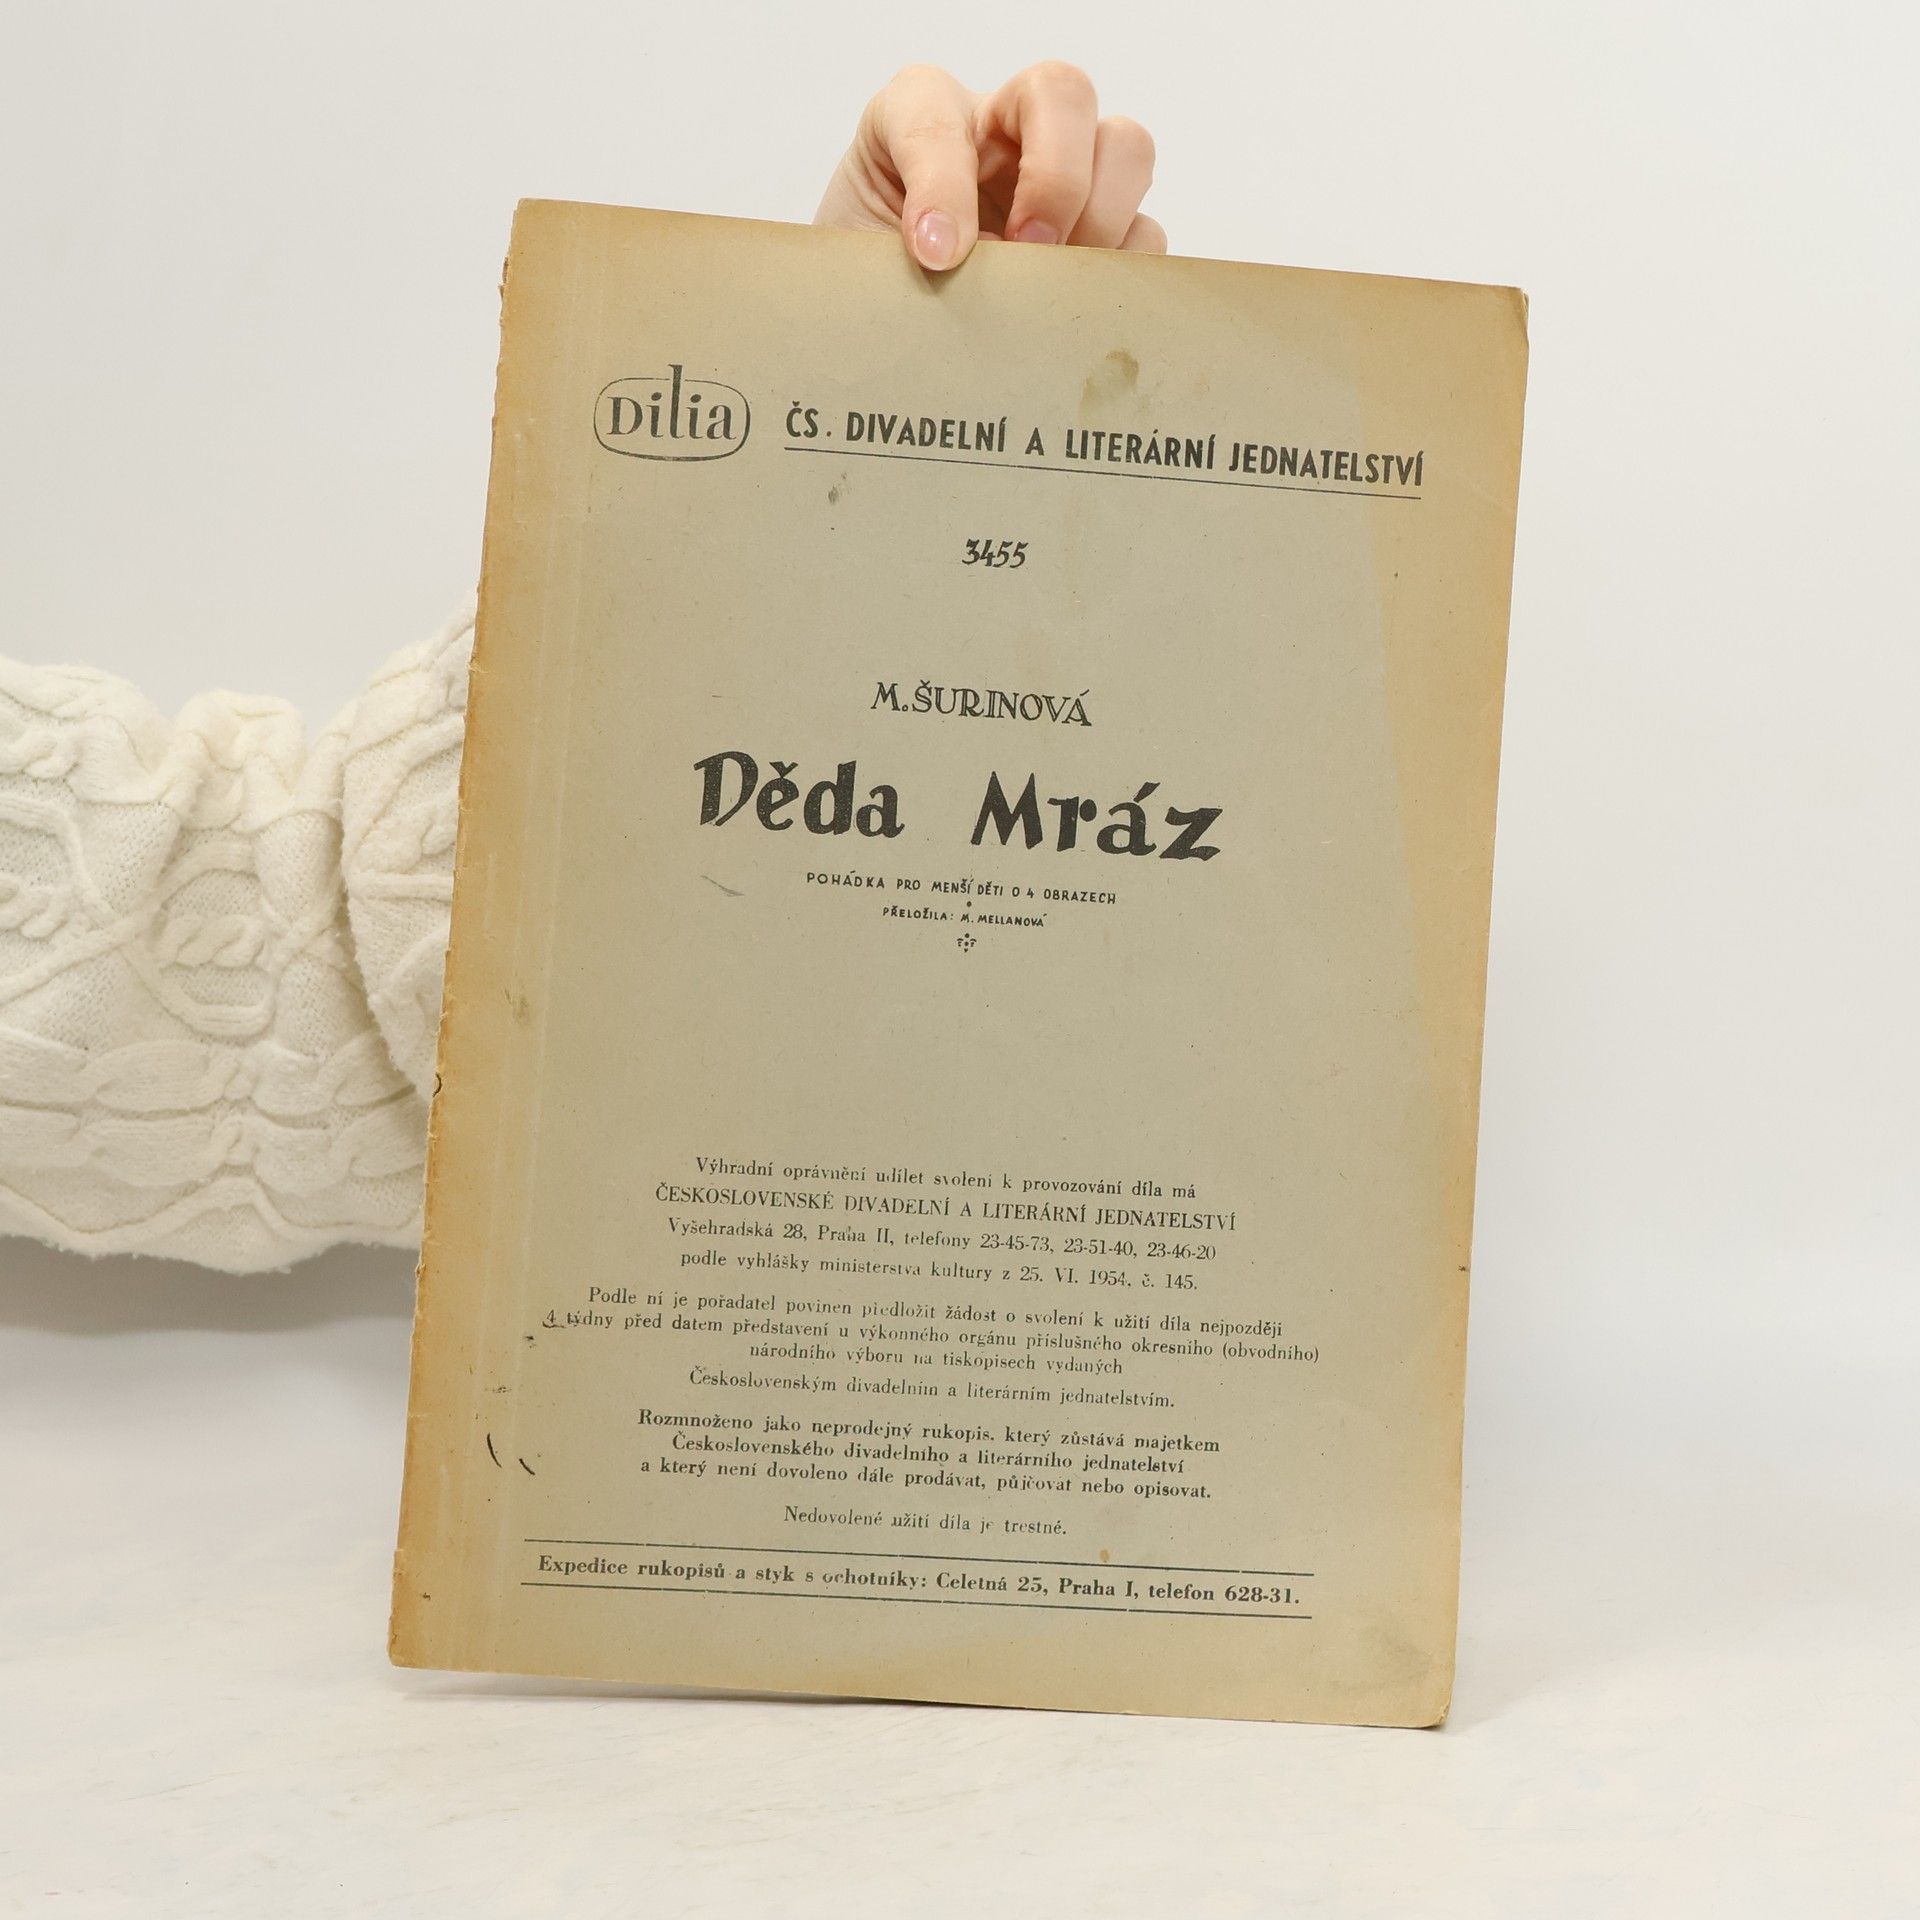 Dilia ČS. DIVADELNÍ A LITERÁRNÍ JEDNATELSTVÍ
3455
M. ŠURINOVÁ
Děda Mráz
POHÁDKA PRO MENŠÍ DĚTI O 4 OBRAZECH
PŘELOŽILA: M. MELLANOVÁ
Výhradní oprávnění udílet svolení k provozování díla má
ČESKOSLOVENSKÉ DIVADELNÍ A LITERÁRNÍ JEDNATELSTVÍ
Vyšehradská 28, Praha II, telefony 23-45-73, 23-51-40, 23-46-20
podle vyhlášky ministerstva kultury z 25. VI. 1954, č. 145.
Podle ní je pořadatel povinen předložit žádost o svolení k užití díla nejpozději
4 týdny před datem představení u výkonného orgánu příslušného okresního (obvodního)
národního výboru na tiskopisech vydaných
Československým divadelním a literárním jednatelstvím.
Rozmnoženo jako neprodejný rukopis, který zůstává majetkem
Československého divadelního a literárního jednatelství
a který není dovoleno dále prodávat, půjčovat nebo opisovat.
Nedovolené užití díla je trestné.
Expedice rukopisů a styk s ochotníky: Celetná 25, Praha I, telefon 628-31.